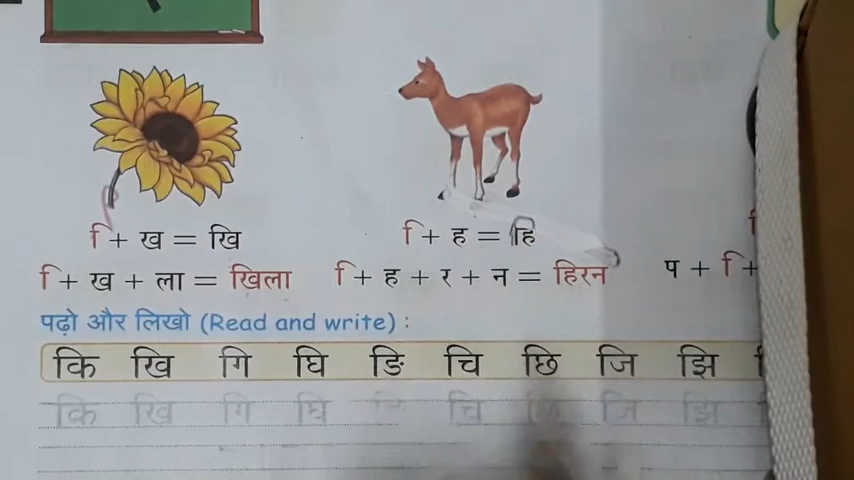 ि + ख = खि
ि + ह = हि
ि + ख + ला = खिला
ि + ह + र + न = हिरन
प + ि +
पढ़ो और लिखो (Read and write) :
कि खि गि घि ङि चि छि जि झि
कि खि गि घि चि छि जि झि